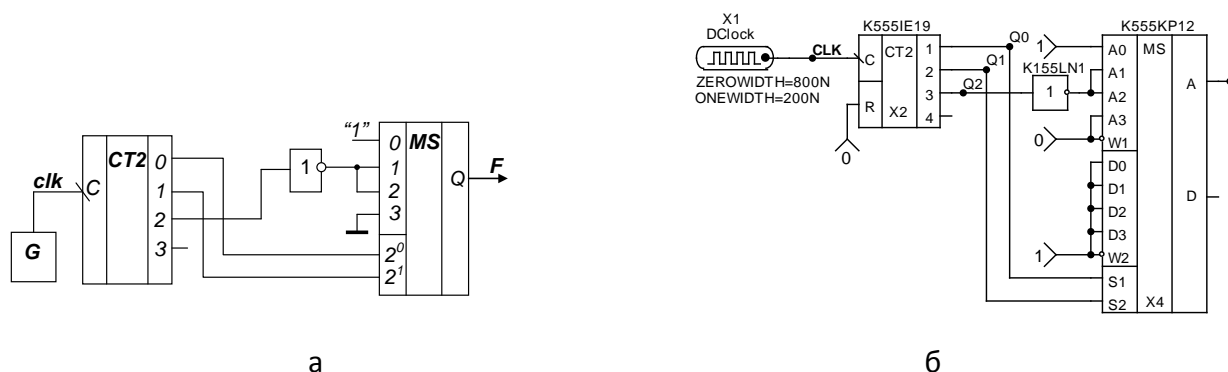 clk
G
C
CT2
0
1
2
3
1
"1"
0
1
2
3
2⁰
2¹
MS
Q
F
а
X1
DClock
ZEROWIDTH=800N
ONEWIDTH=200N
CLK
K555IE19
C
R
CT2
X2
1
2
3
4
0
Q0
Q1
Q2
K155LN1
1
K555KP12
1
0
1
A0
A1
A2
A3
W1
D0
D1
D2
D3
W2
S1
S2
MS
X4
A
D
б